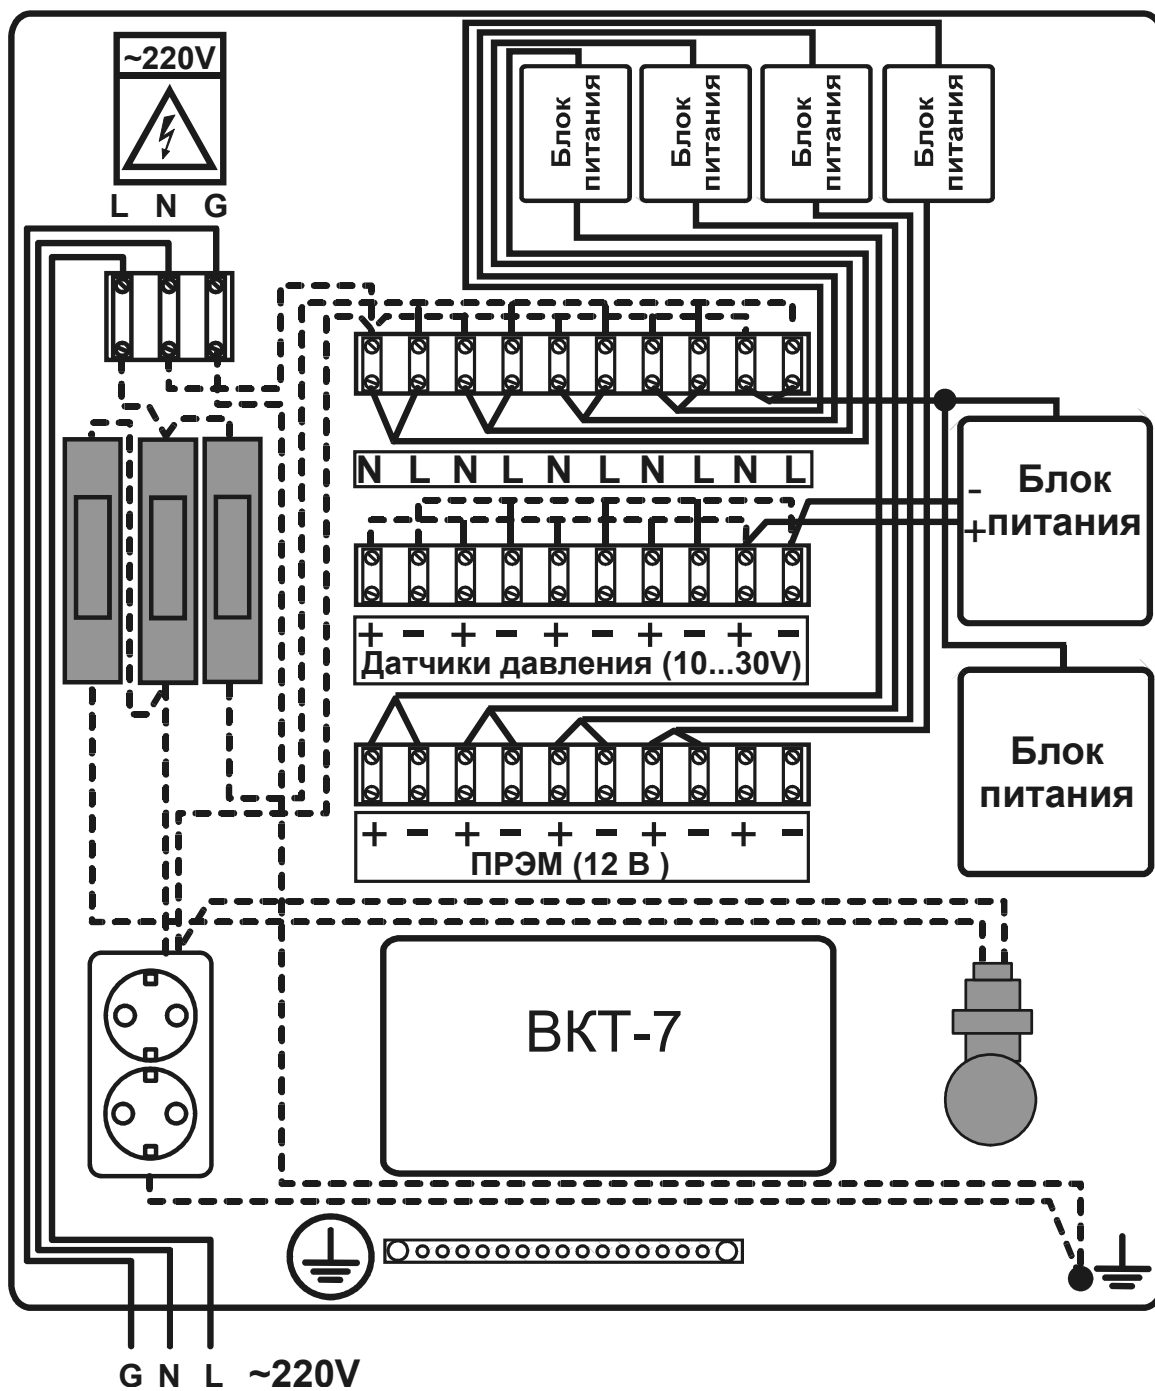 ~220V
L N G
Блок
питания
Блок
питания
Блок
питания
Блок
питания
N L N L N L N L N L
Блок
питания
-
+
+ - + - + - + - + -
Датчики давления (10...30V)
Блок
питания
+ - + - + - + - + -
ПРЭМ (12 В )
ВКТ-7
G N L ~220V